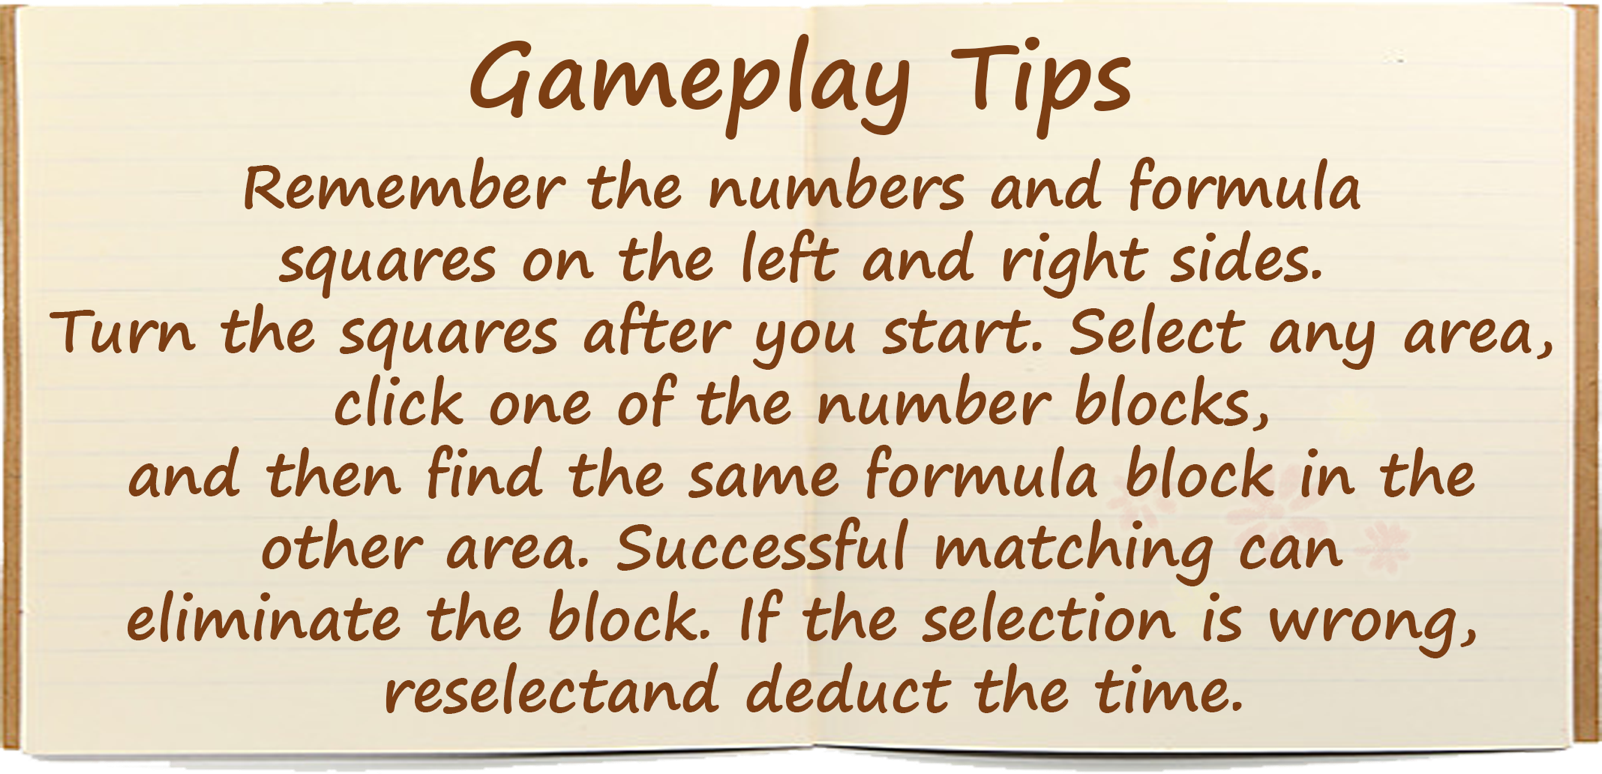 Gameplay Tips
Remember the numbers and formula
squares on the left and right sides.
Turn the squares after you start. Select any area,
click one of the number blocks,
and then find the same formula block in the
other area. Successful matching can
eliminate the block. If the selection is wrong,
reselectand deduct the time.